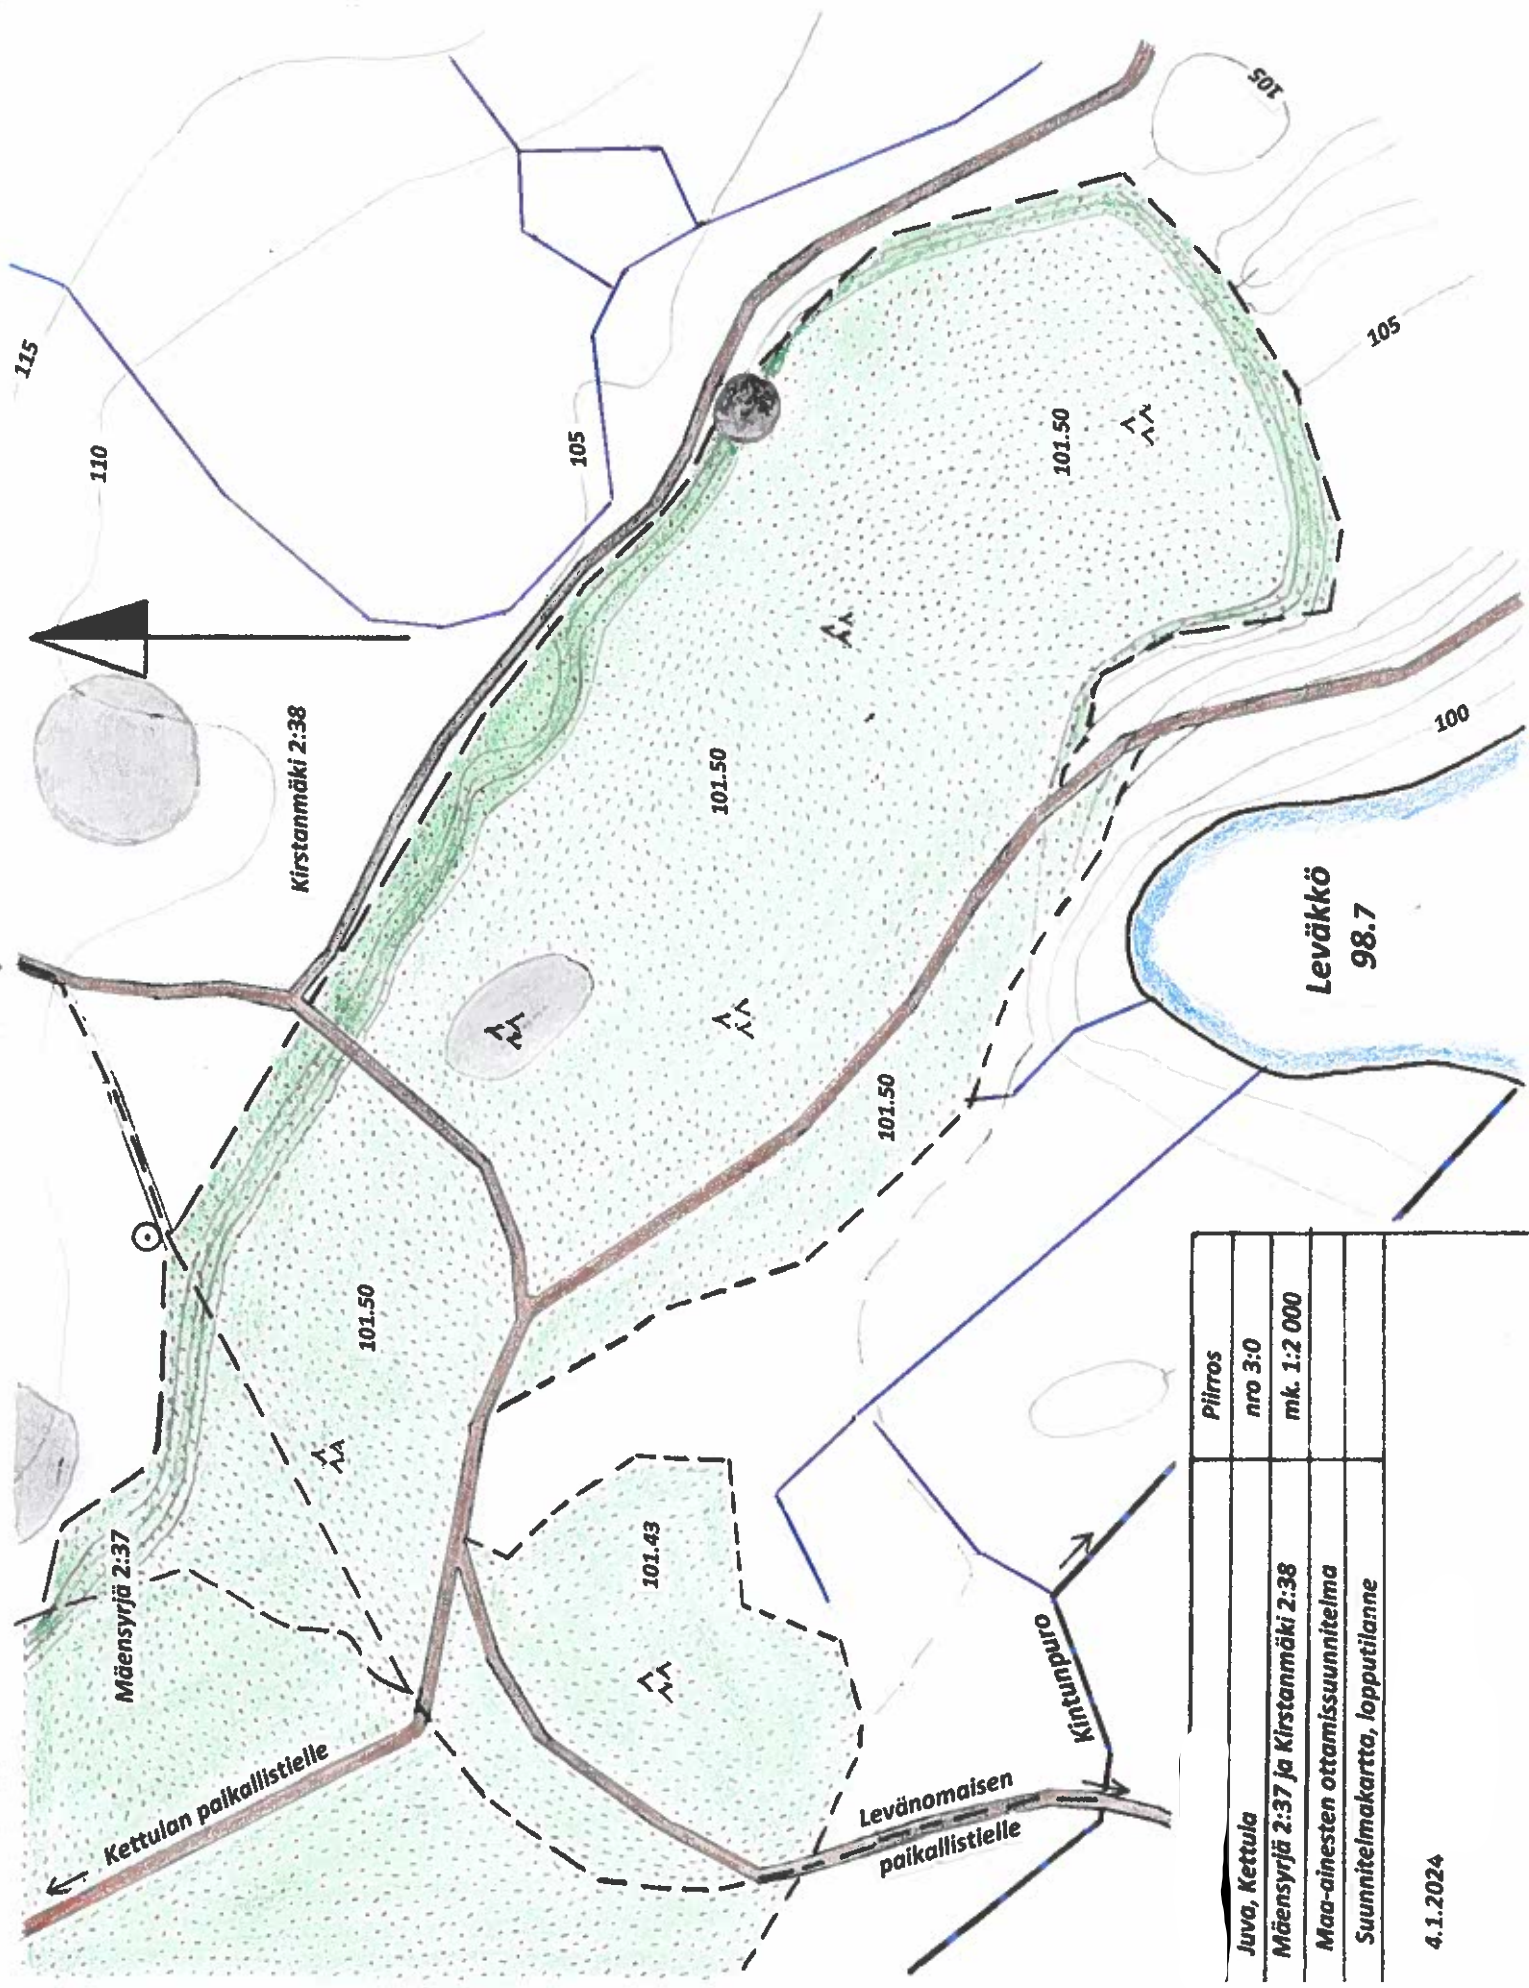 115
110
105
105
105
100
Kirstanmäki 2:38
101.50
101.50
101.50
101.50
101.43
Mäensyrjä 2:37
Kettulan paikallistielle
Levänomaisen
paikallistielle
Kintunpuro
Leväkkö
98.7
Juva, Kettula
Piirros
Mäensyrjä 2:37 ja Kirstanmäki 2:38
nro 3:0
Maa-ainesten ottamissuunnitelma
mk. 1:2 000
Suunnitelmakartta, lopputilanne
4.1.2024